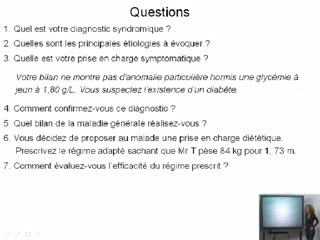 Questions
1. Quel est votre diagnostic syndromique ?
2. Quelles sont les principales étiologies à évoquer ?
3. Quelle est votre prise en charge symptomatique ?
Votre bilan ne montre pas d'anomalie particulière hormis une glycémie à
jeun à 1,80 g/L. Vous suspectez l'existence d'un diabète.
4. Comment confirmez-vous ce diagnostic ?
5. Quel bilan de la maladie générale réalisez-vous ?
6. Vous décidez de proposer au malade une prise en charge diététique.
Prescrivez le régime adapté sachant que Mr T pèse 84 kg pour 1, 73 m.
7. Comment évaluez-vous l'efficacité du régime prescrit ?